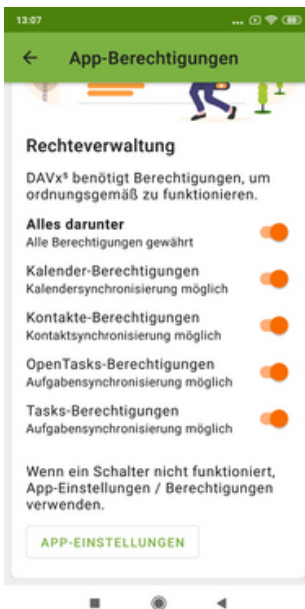 13:07
App-Berechtigungen
Rechteverwaltung
DAVx⁵ benötigt Berechtigungen, um
ordnungsgemäß zu funktionieren.
Alles darunter
Alle Berechtigungen gewährt
Kalender-Berechtigungen
Kalendersynchronisierung möglich
Kontakte-Berechtigungen
Kontaktsynchronisierung möglich
OpenTasks-Berechtigungen
Aufgabensynchronisierung möglich
Tasks-Berechtigungen
Aufgabensynchronisierung möglich
Wenn ein Schalter nicht funktioniert,
App-Einstellungen / Berechtigungen
verwenden.
APP-EINSTELLUNGEN